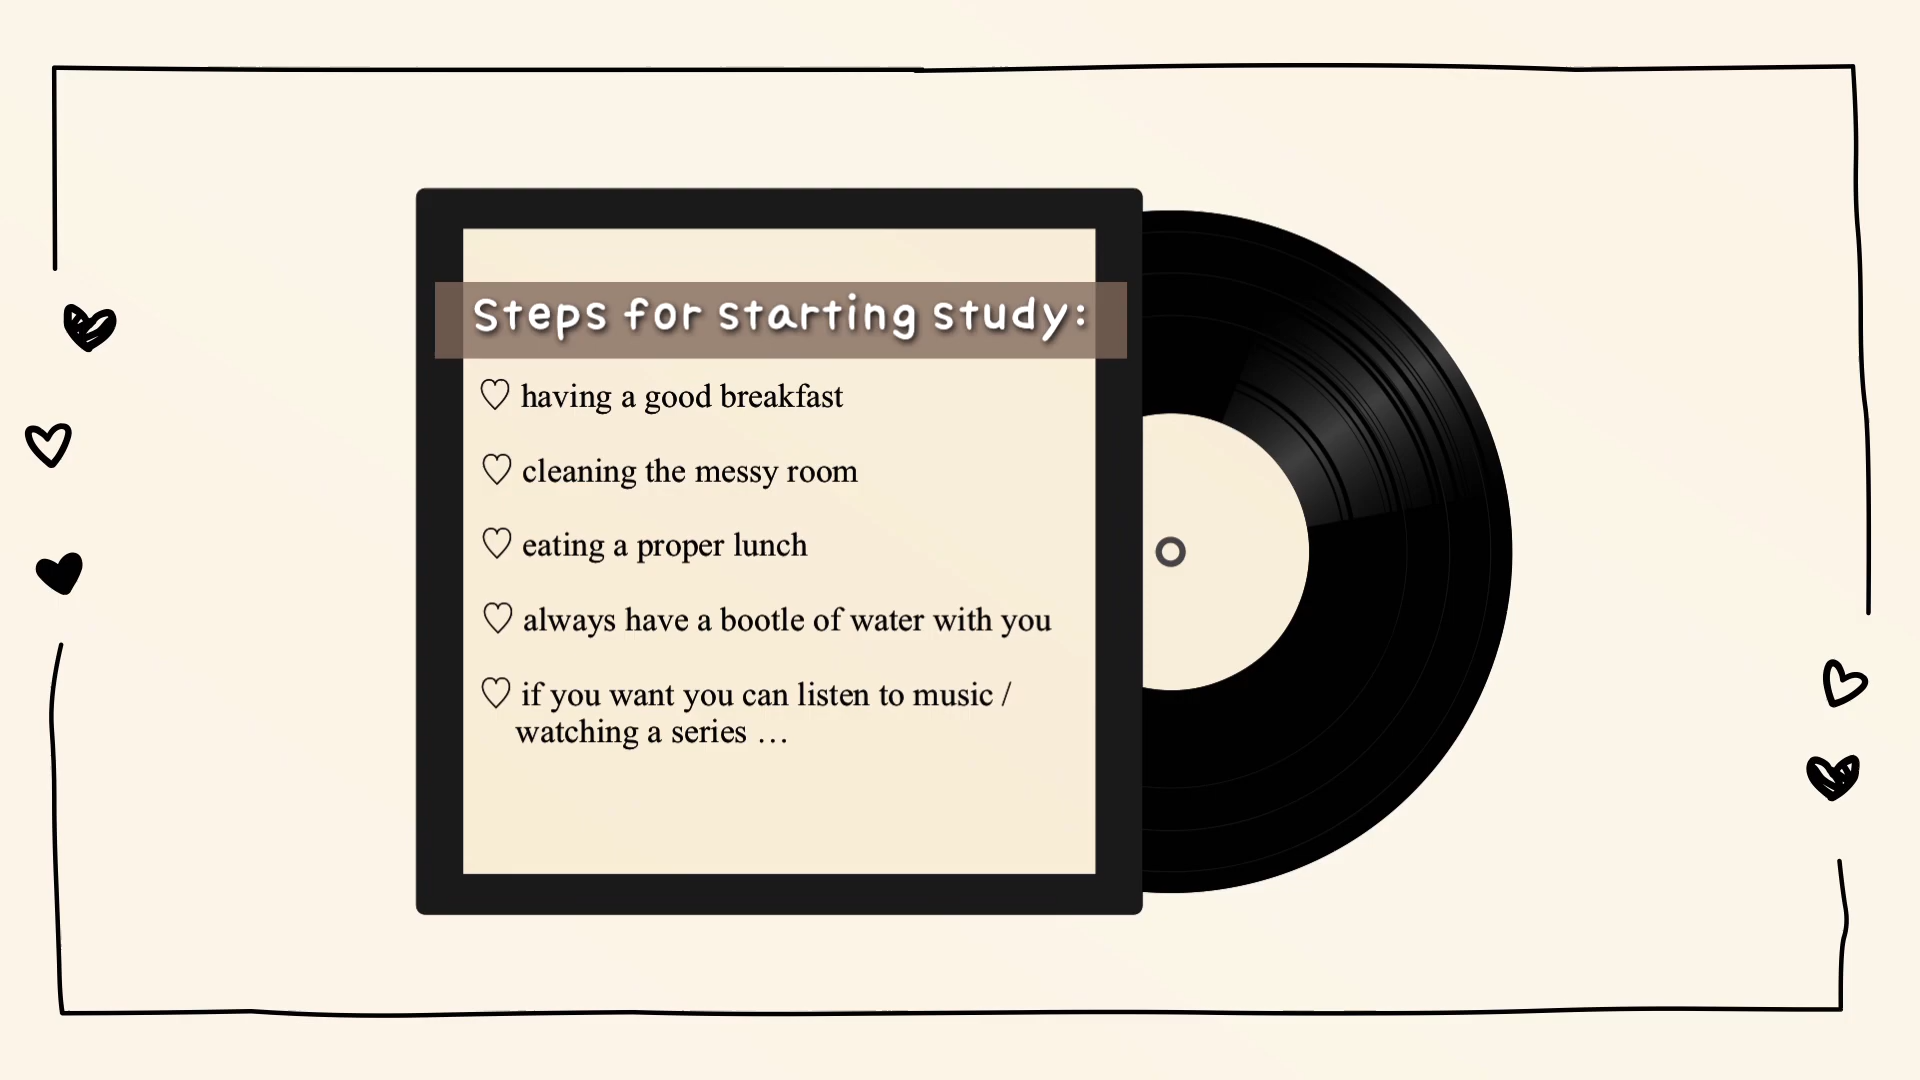 Steps for starting study:
♡ having a good breakfast
♡ cleaning the messy room
♡ eating a proper lunch
♡ always have a bootle of water with you
♡ if you want you can listen to music /
watching a series …